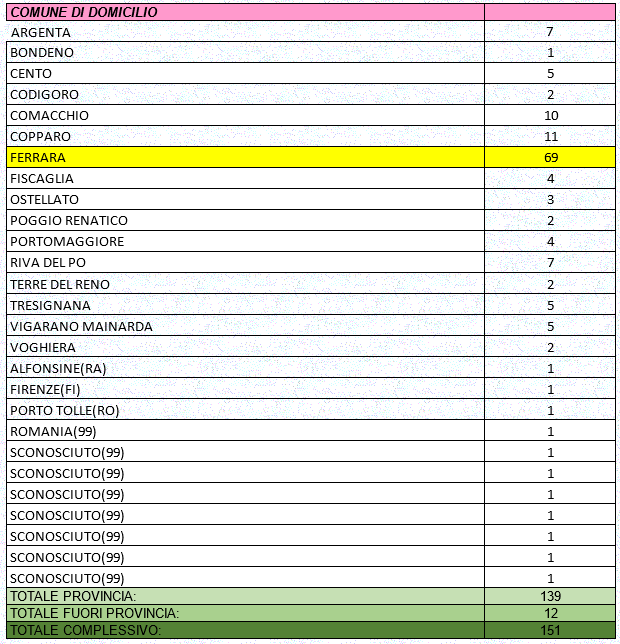 COMUNE DI DOMICILIO
ARGENTA 7
BONDENO 1
CENTO 5
CODIGORO 2
COMACCHIO 10
COPPARO 11
FERRARA 69
FISCAGLIA 4
OSTELLATO 3
POGGIO RENATICO 2
PORTOMAGGIORE 4
RIVA DEL PO 7
TERRE DEL RENO 2
TRESIGNANA 5
VIGARANO MAINARDA 5
VOGHIERA 2
ALFONSINE(RA) 1
FIRENZE(FI) 1
PORTO TOLLE(RO) 1
ROMANIA(99) 1
SCONOSCIUTO(99) 1
SCONOSCIUTO(99) 1
SCONOSCIUTO(99) 1
SCONOSCIUTO(99) 1
SCONOSCIUTO(99) 1
SCONOSCIUTO(99) 1
SCONOSCIUTO(99) 1
TOTALE PROVINCIA: 139
TOTALE FUORI PROVINCIA: 12
TOTALE COMPLESSIVO: 151